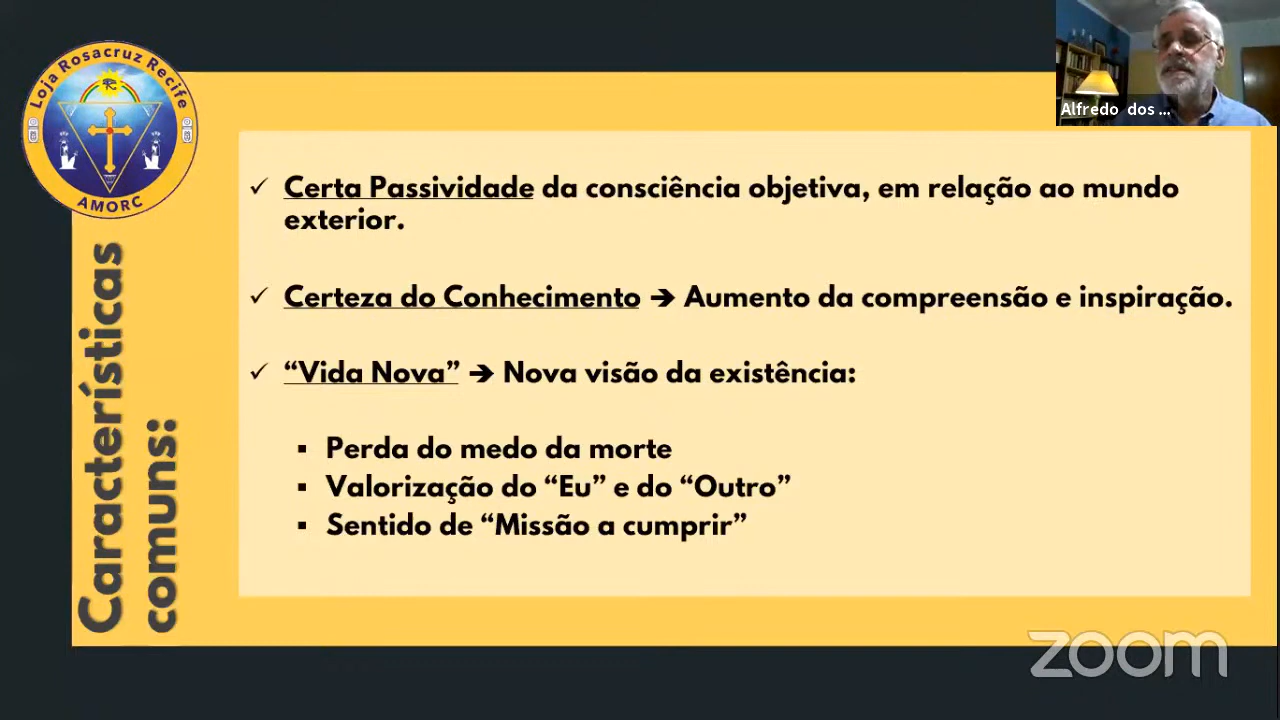 Loja Rosacruz Recife
AMORC
Alfredo dos ...
Características
comuns:
✓ Certa Passividade da consciência objetiva, em relação ao mundo
exterior.
✓ Certeza do Conhecimento ➔ Aumento da compreensão e inspiração.
✓ “Vida Nova” ➔ Nova visão da existência:
▪ Perda do medo da morte
▪ Valorização do “Eu” e do “Outro”
▪ Sentido de “Missão a cumprir”
zoom